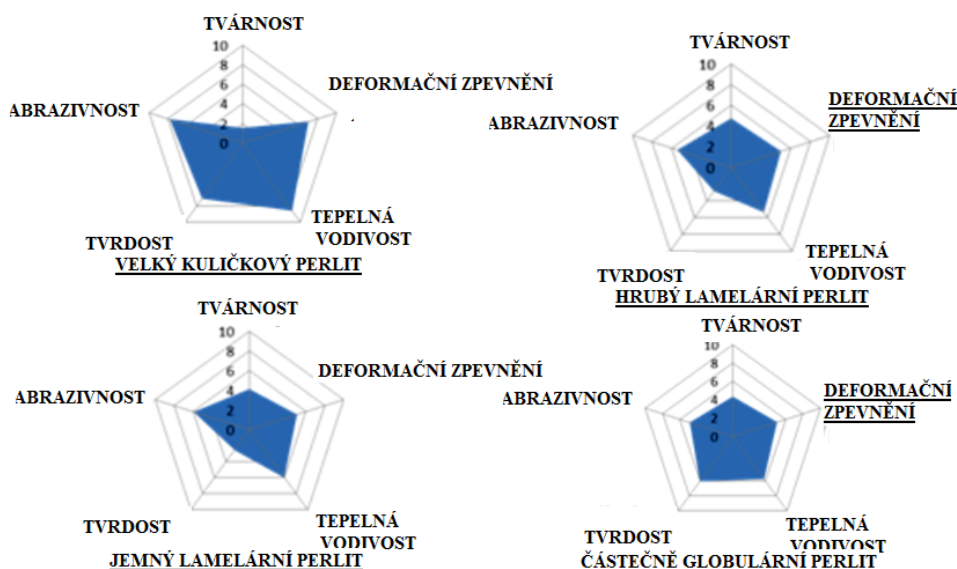 TVÁRNOST
10
8
6
4
2
0
ABRAZIVNOST
DEFORMAČNÍ ZPEVNĚNÍ
TVRDOST
TEPELNÁ
VODIVOST
VELKÝ KULIČKOVÝ PERLIT
TVÁRNOST
10
8
6
4
2
0
ABRAZIVNOST
DEFORMAČNÍ
ZPEVNĚNÍ
TVRDOST
TEPELNÁ
VODIVOST
HRUBÝ LAMELÁRNÍ PERLIT
TVÁRNOST
10
8
6
4
2
0
ABRAZIVNOST
DEFORMAČNÍ ZPEVNĚNÍ
TVRDOST
TEPELNÁ
VODIVOST
JEMNÝ LAMELÁRNÍ PERLIT
TVÁRNOST
10
8
6
4
2
0
ABRAZIVNOST
DEFORMAČNÍ
ZPEVNĚNÍ
TVRDOST
TEPELNÁ
VODIVOST
ČÁSTEČNĚ GLOBULÁRNÍ PERLIT